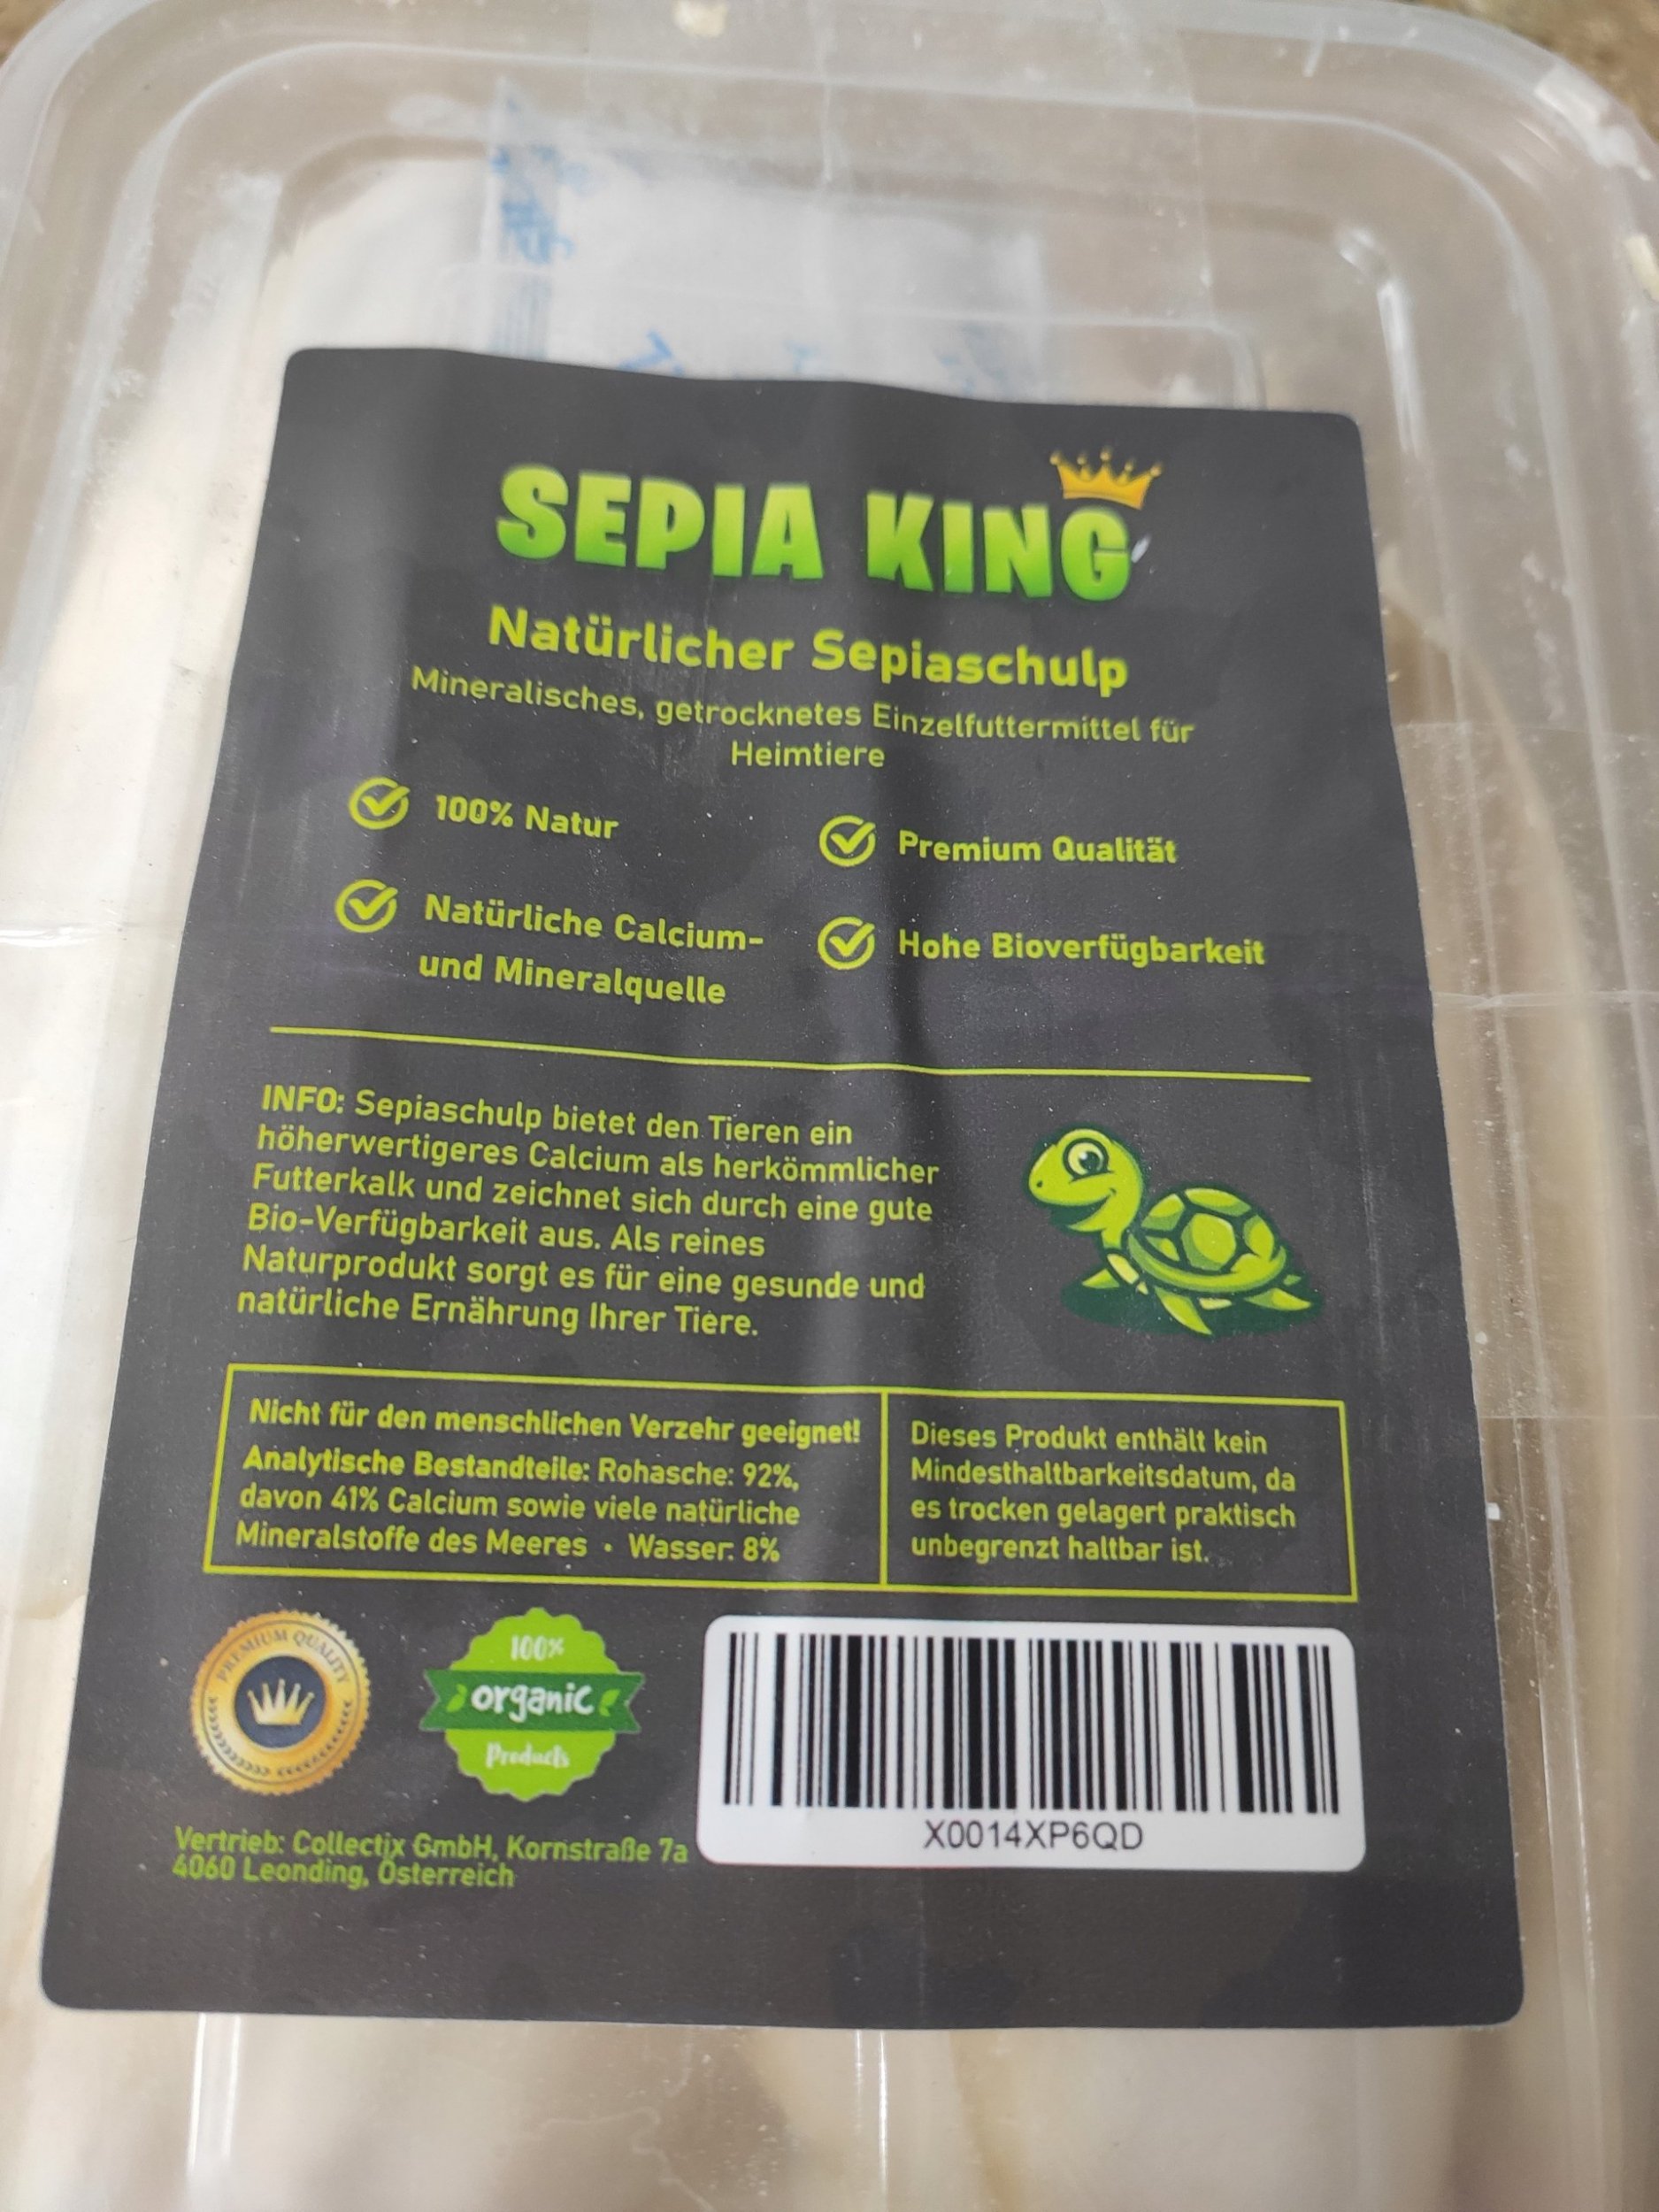 SEPIA KING
Natürlicher Sepiaschulp
Mineralisches, getrocknetes Einzelfuttermittel für
Heimtiere
100% Natur
Premium Qualität
Natürliche Calcium-
und Mineralquelle
Hohe Bioverfügbarkeit
INFO: Sepiaschulp bietet den Tieren ein
höherwertigeres Calcium als herkömmlicher
Futterkalk und zeichnet sich durch eine gute
Bio-Verfügbarkeit aus. Als reines
Naturprodukt sorgt es für eine gesunde und
natürliche Ernährung Ihrer Tiere.
Nicht für den menschlichen Verzehr geeignet!
Analytische Bestandteile: Rohasche: 92%,
davon 41% Calcium sowie viele natürliche
Mineralstoffe des Meeres • Wasser: 8%
Dieses Produkt enthält kein
Mindesthaltbarkeitsdatum, da
es trocken gelagert praktisch
unbegrenzt haltbar ist.
PREMIUM QUALITY
100%
organic
Products
X0014XP6QD
Vertrieb: Collectix GmbH, Kornstraße 7a
4060 Leonding, Österreich